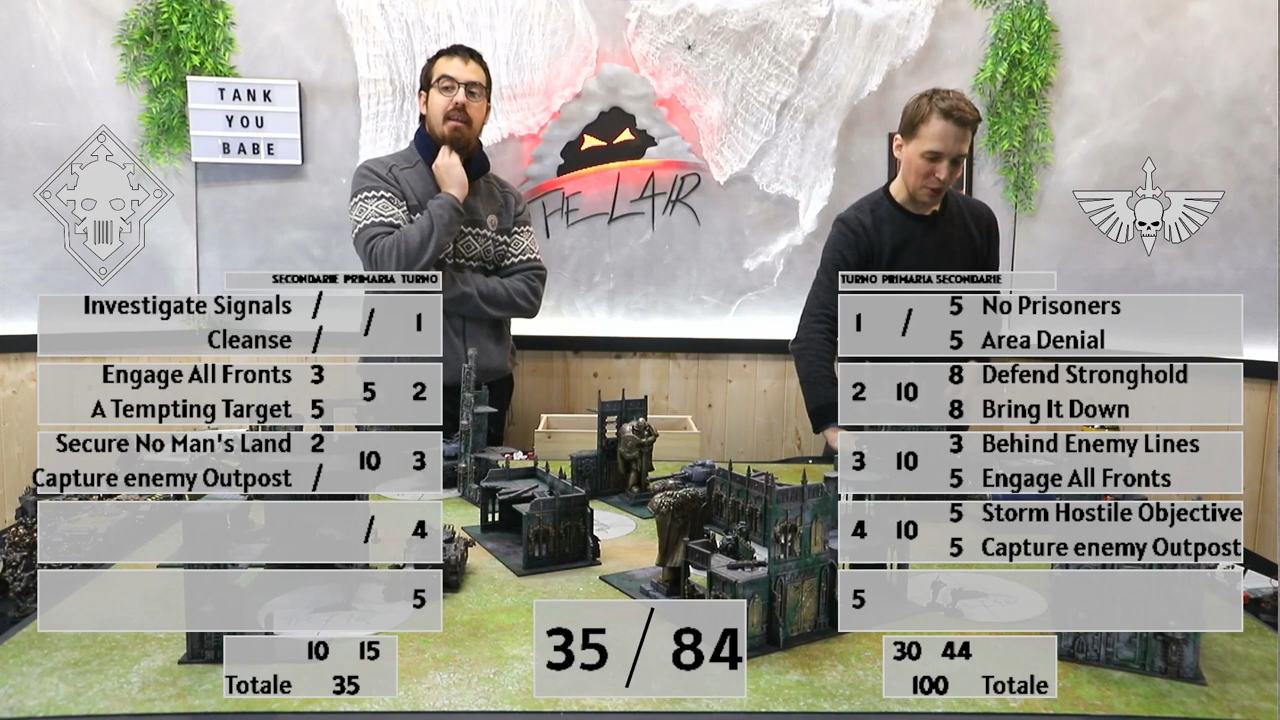 TANK
YOU
BABE
THE LAIR
SECONDARIE PRIMARIA TURNO
Investigate Signals / / 1
Cleanse /
Engage All Fronts 3 5 2
A Tempting Target 5
Secure No Man's Land 2 10 3
Capture enemy Outpost /
/ 4
5
10 15
Totale 35
35 / 84
TURNO PRIMARIA SECONDARIE
1 / 5 No Prisoners
5 Area Denial
2 10 8 Defend Stronghold
8 Bring It Down
3 10 3 Behind Enemy Lines
5 Engage All Fronts
4 10 5 Storm Hostile Objective
5 Capture enemy Outpost
5
30 44
100 Totale